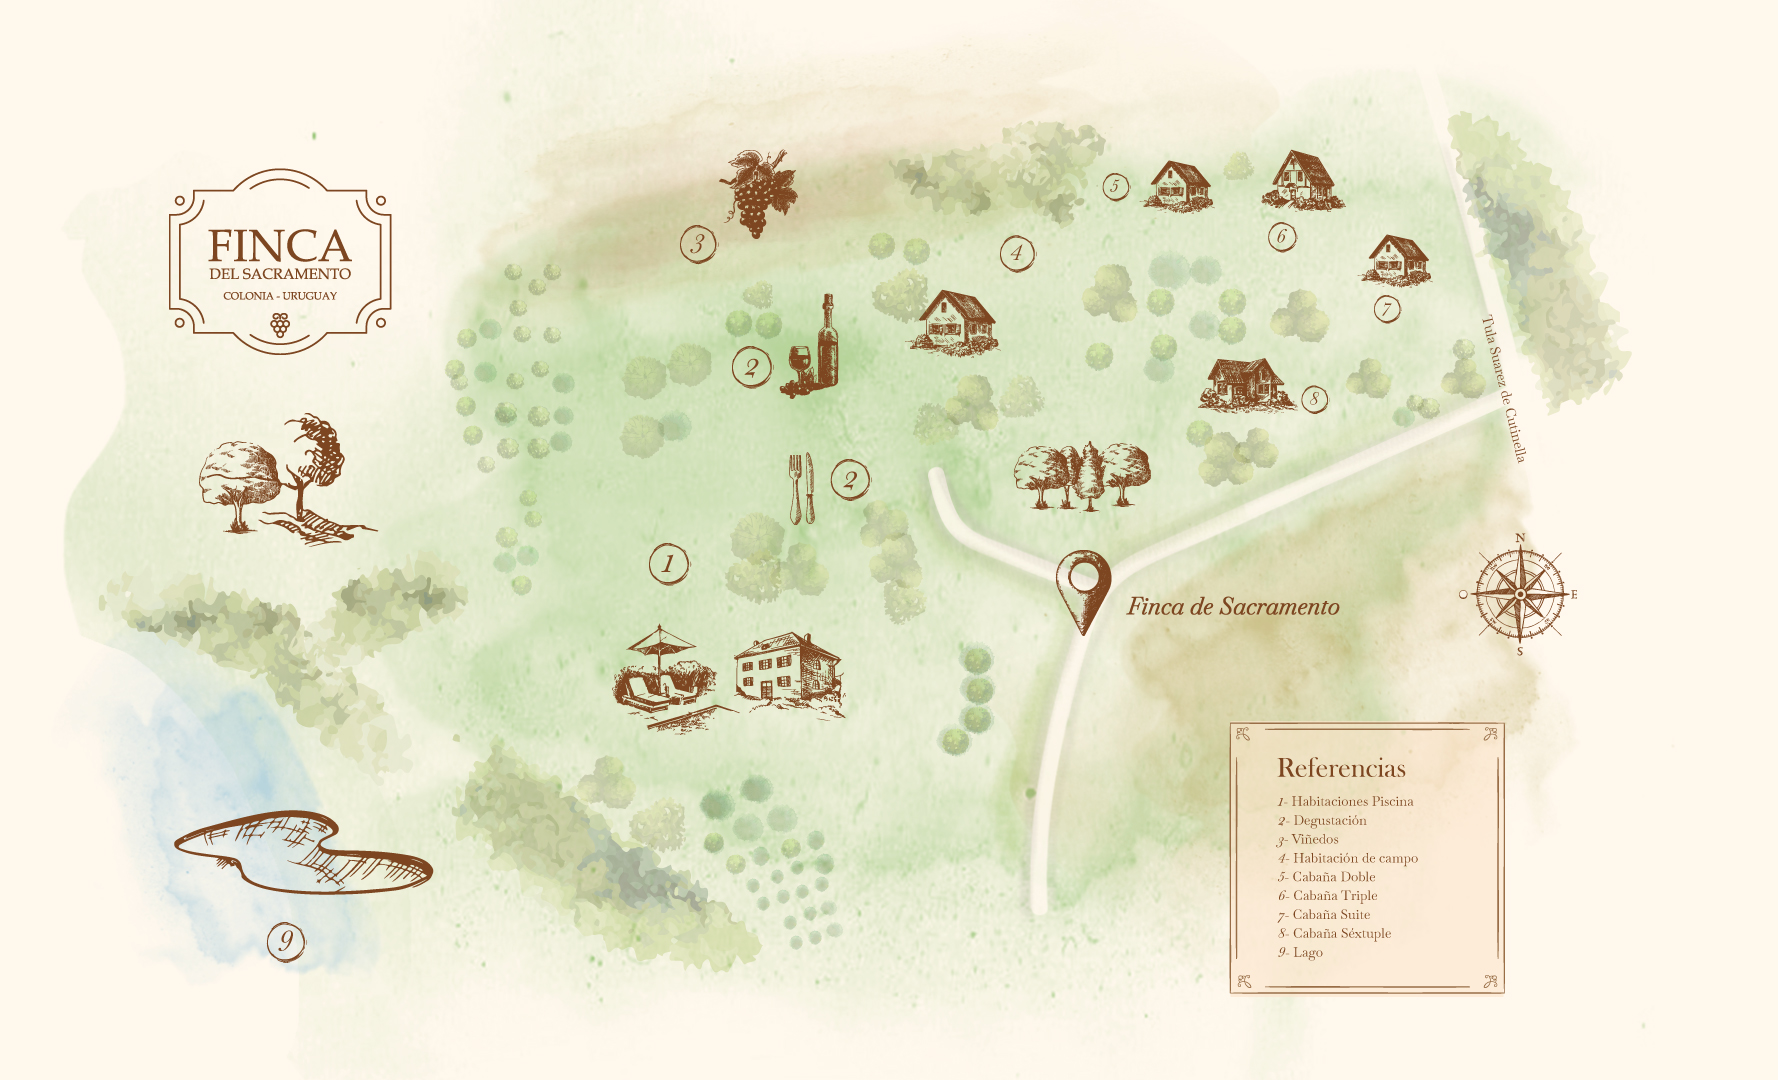 FINCA
DEL SACRAMENTO
COLONIA - URUGUAY
3
2
4
5
6
7
8
2
1
Tula Suarez de Cutinella
Finca de Sacramento
N
O
E
S
9
Referencias
1- Habitaciones Piscina
2- Degustación
3- Viñedos
4- Habitación de campo
5- Cabaña Doble
6- Cabaña Triple
7- Cabaña Suite
8- Cabaña Séxtuple
9- Lago